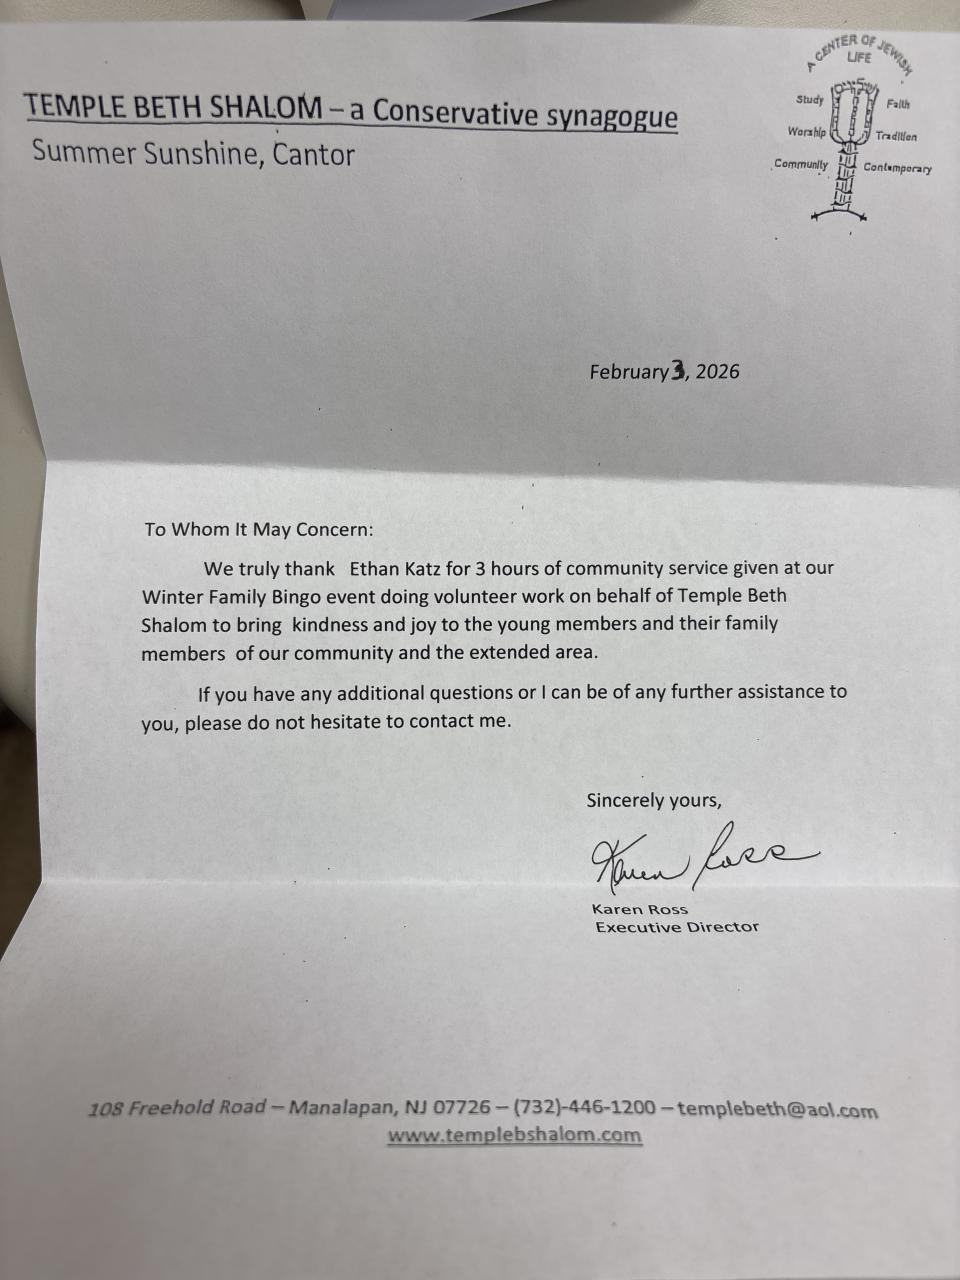 A CENTER OF JEWISH
LIFE
Study
Faith
Worship
Tradition
Community
Contemporary
TEMPLE BETH SHALOM – a Conservative synagogue
Summer Sunshine, Cantor
February 3, 2026
To Whom It May Concern:
We truly thank Ethan Katz for 3 hours of community service given at our
Winter Family Bingo event doing volunteer work on behalf of Temple Beth
Shalom to bring kindness and joy to the young members and their family
members of our community and the extended area.
If you have any additional questions or I can be of any further assistance to
you, please do not hesitate to contact me.
Sincerely yours,
Karen Ross
Karen Ross
Executive Director
108 Freehold Road – Manalapan, NJ 07726 – (732)-446-1200 – templebeth@aol.com
www.templebshalom.com